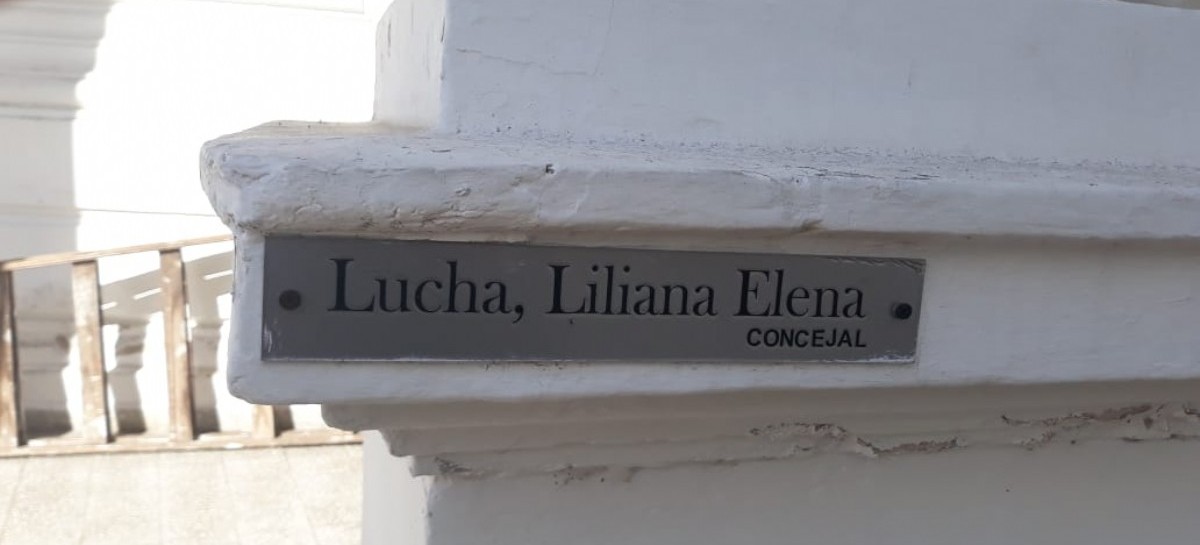 Lucha, Liliana Elena
CONCEJAL